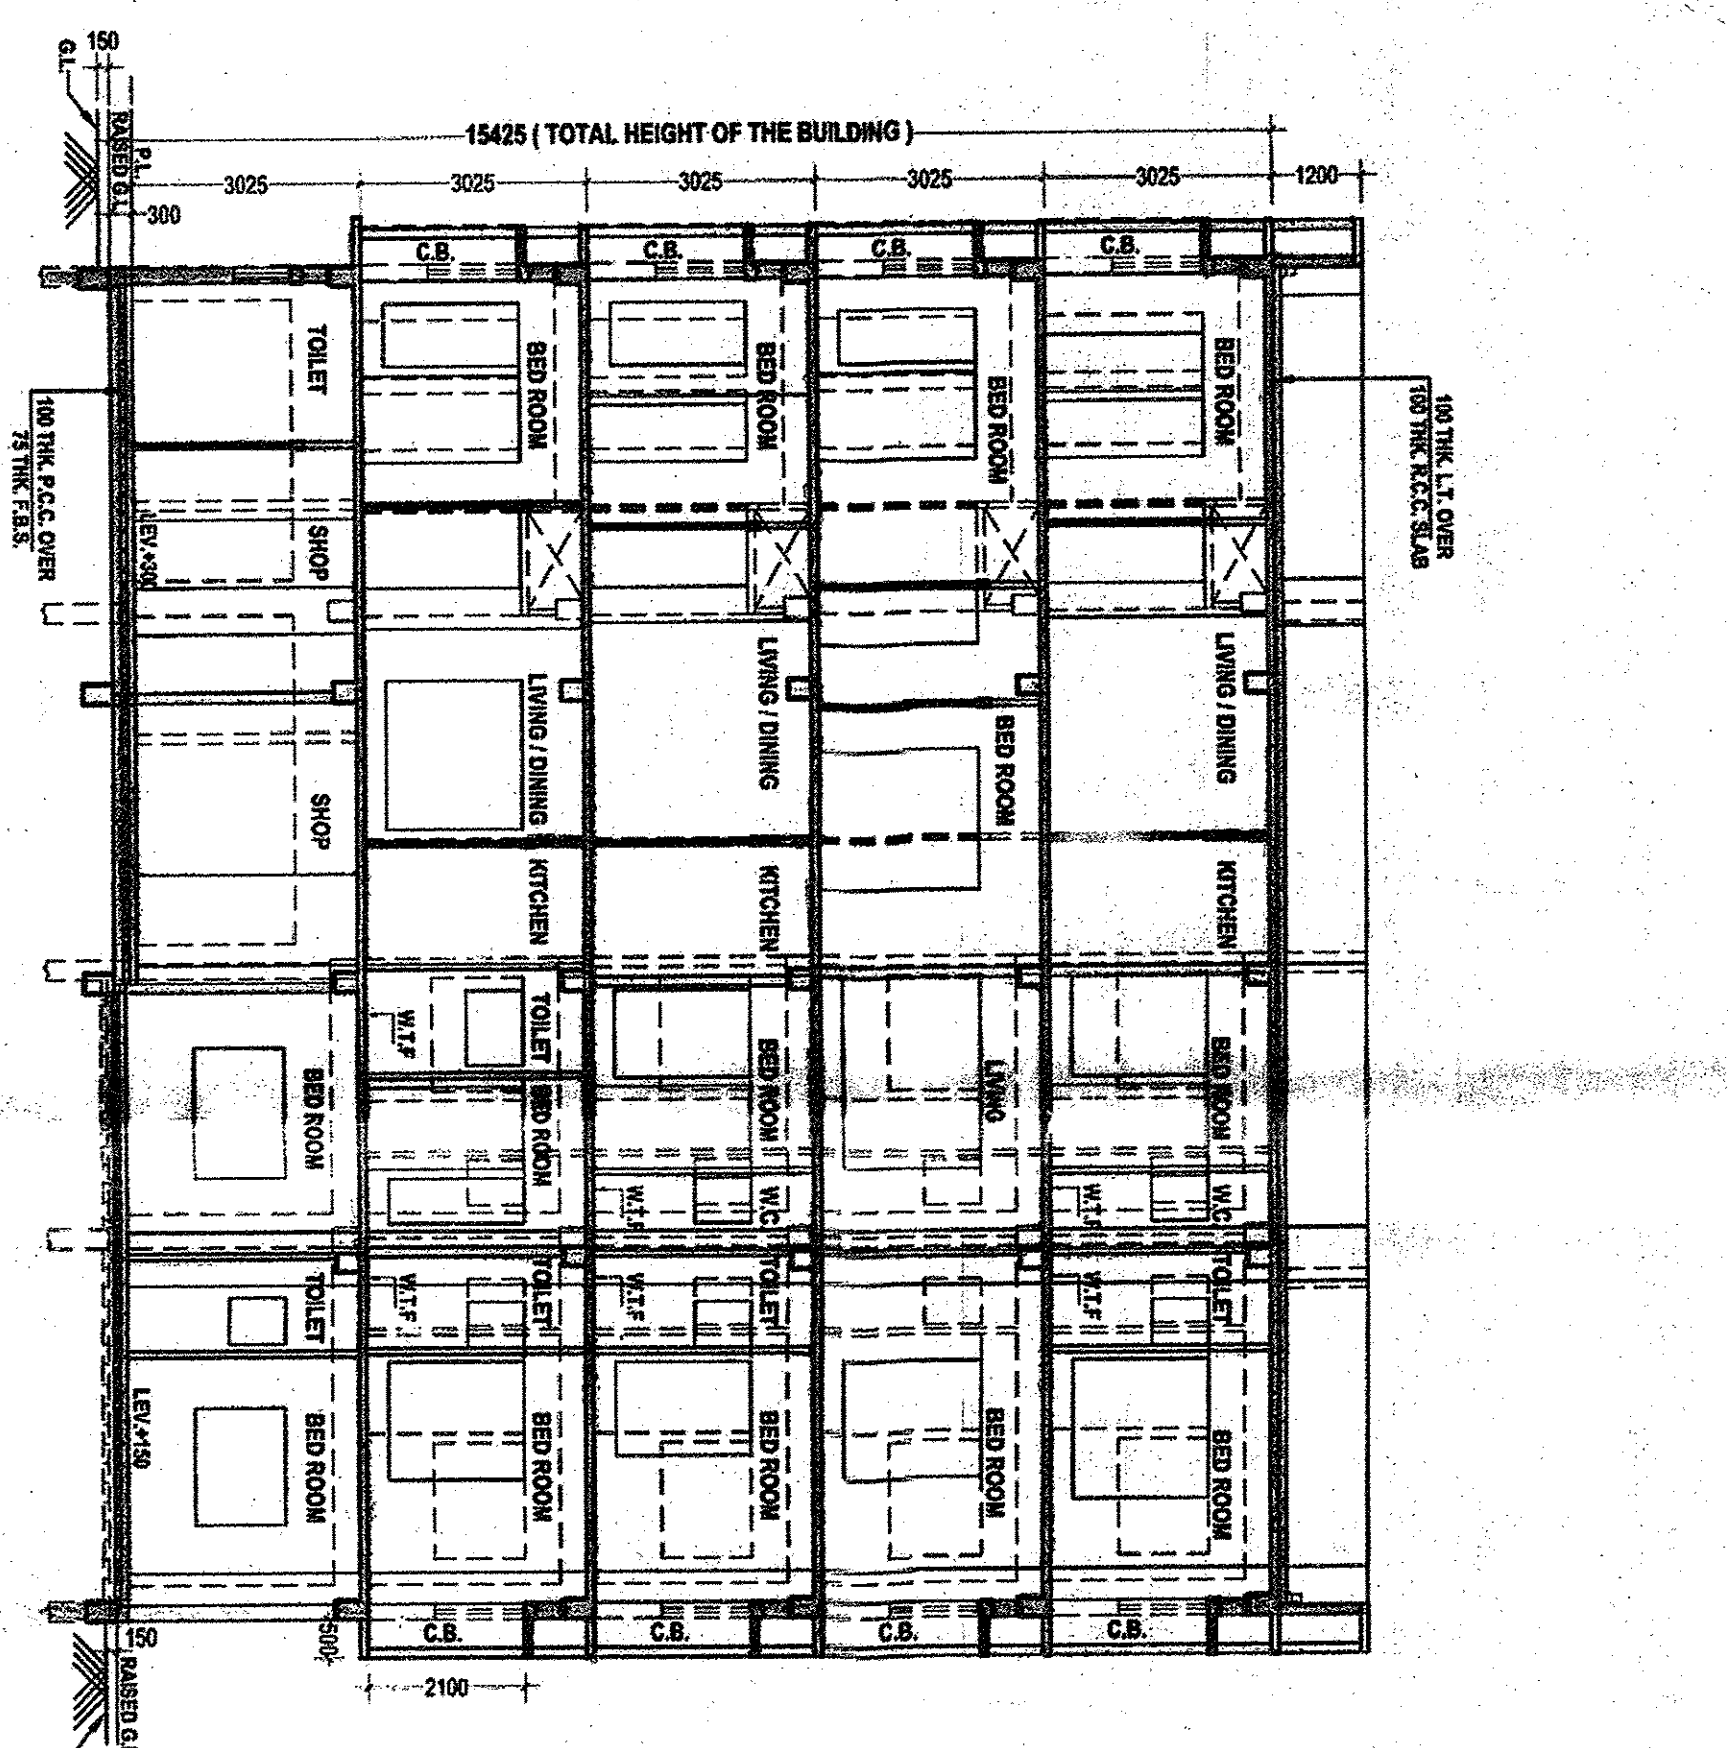 150
G.L.
RAISED G.L.
P.L.
300
15425 ( TOTAL HEIGHT OF THE BUILDING )
3025
3025
3025
3025
3025
1200
C.B.
C.B.
C.B.
C.B.
TOILET
BED ROOM
BED ROOM
BED ROOM
BED ROOM
100 THK. L.T. OVER
100 THK. R.C.C. SLAB
100 THK. P.C.C. OVER
75 THK. F.B.S.
LEV.+300
SHOP
SHOP
LIVING / DINING
LIVING / DINING
BED ROOM
LIVING / DINING
KITCHEN
KITCHEN
KITCHEN
BED ROOM
W.T.F
TOILET
BED ROOM
BED ROOM
LIVING
BED ROOM
W.T.F
W.C
W.T.F
W.C
TOILET
W.T.F
TOILET
W.T.F
TOILET
W.T.F
TOILET
LEV.+150
BED ROOM
BED ROOM
BED ROOM
BED ROOM
BED ROOM
C.B.
C.B.
C.B.
C.B.
150
RAISED G.
500
2100